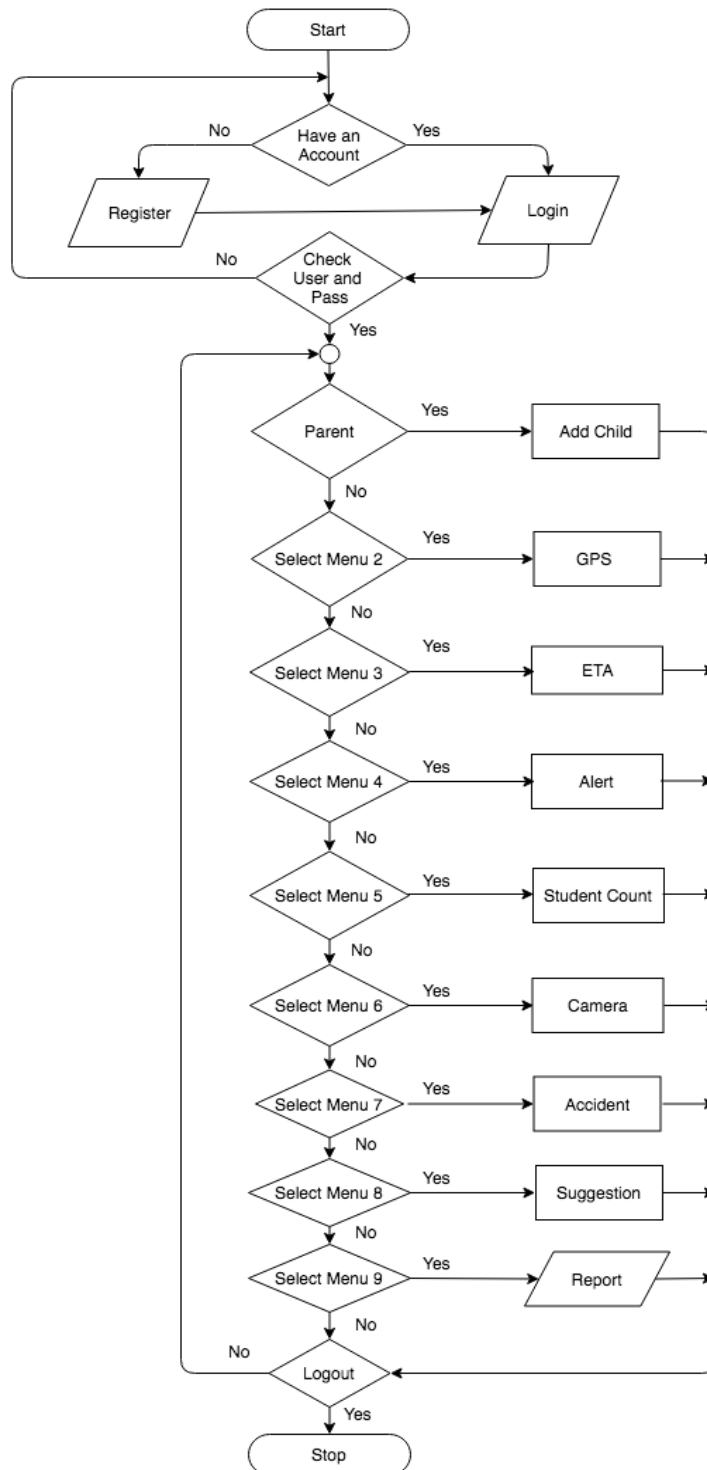 Start
No
Have an
Account
Yes
Register
Login
No
Check
User and
Pass
Yes
Parent
Yes
Add Child
No
Select Menu 2
Yes
GPS
No
Select Menu 3
Yes
ETA
No
Select Menu 4
Yes
Alert
No
Select Menu 5
Yes
Student Count
No
Select Menu 6
Yes
Camera
No
Select Menu 7
Yes
Accident
No
Select Menu 8
Yes
Suggestion
No
Select Menu 9
Yes
Report
No
No
Logout
Yes
Stop